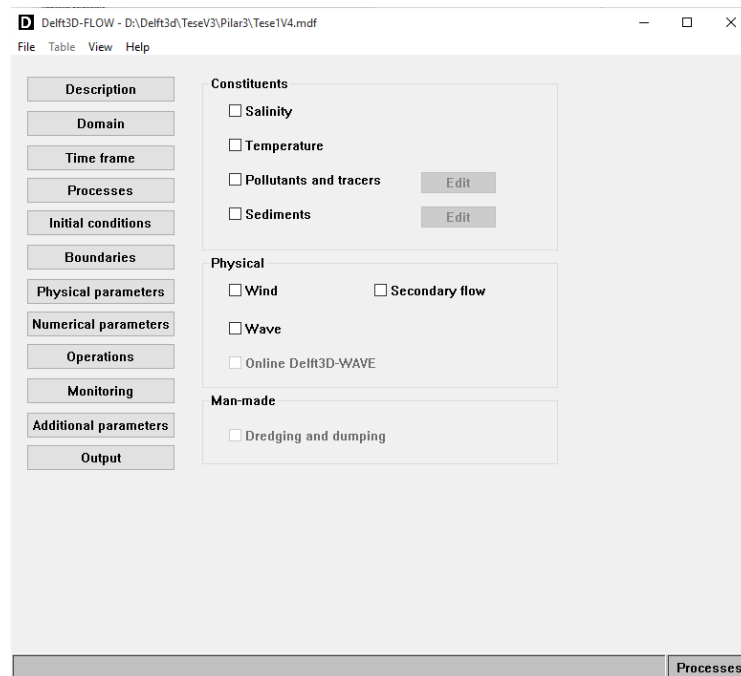 D Delft3D-FLOW - D:\Delft3d\TeseV3\Pilar3\Tese1V4.mdf
File Table View Help
Description
Domain
Time frame
Processes
Initial conditions
Boundaries
Physical parameters
Numerical parameters
Operations
Monitoring
Additional parameters
Output
Constituents
Salinity
Temperature
Pollutants and tracers Edit
Sediments Edit
Physical
Wind Secondary flow
Wave
Online Delft3D-WAVE
Man-made
Dredging and dumping
Processes